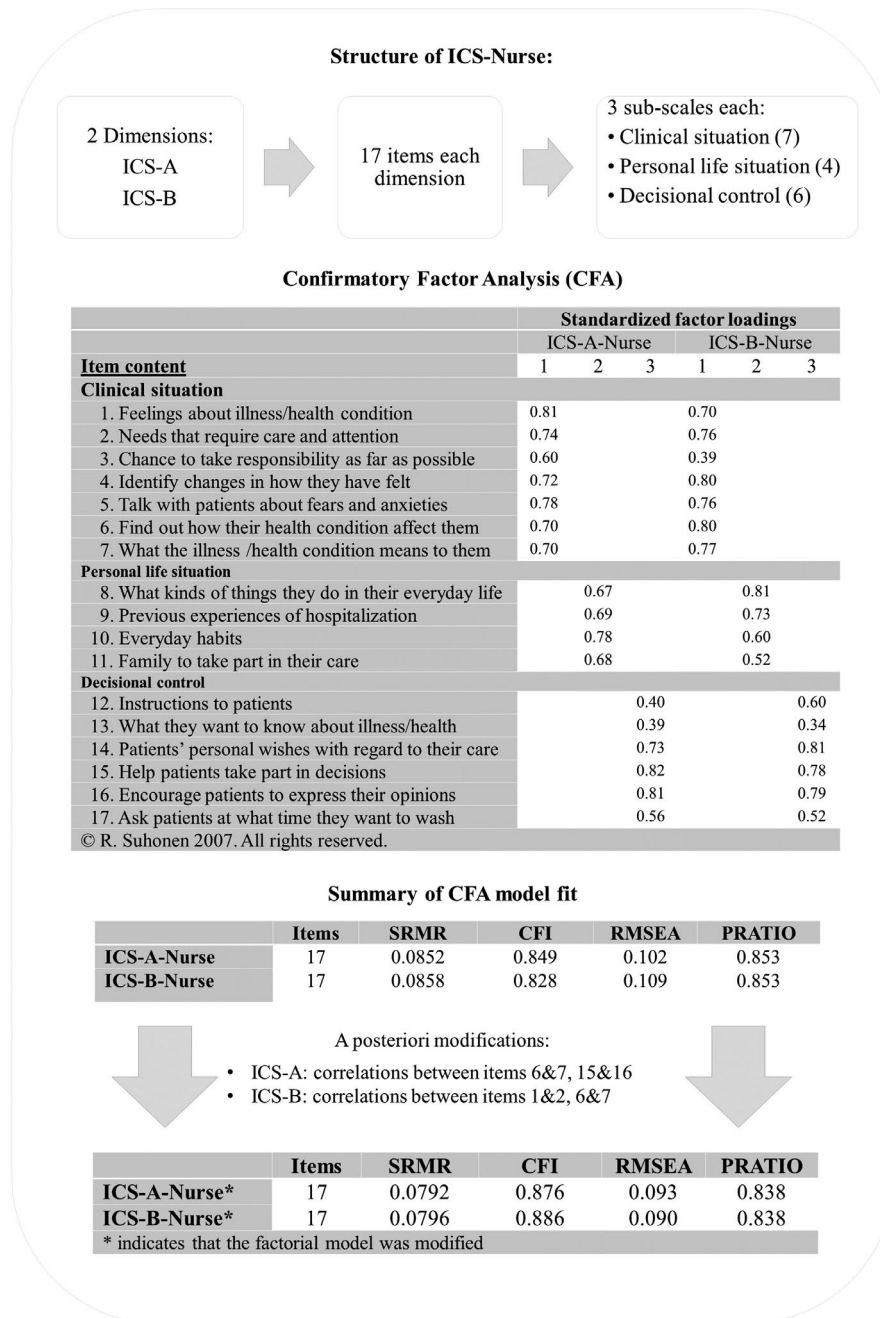 Structure of ICS-Nurse:
2 Dimensions:
ICS-A
ICS-B
17 items each
dimension
3 sub-scales each:
• Clinical situation (7)
• Personal life situation (4)
• Decisional control (6)
Confirmatory Factor Analysis (CFA)
Standardized factor loadings
ICS-A-Nurse ICS-B-Nurse
Item content 1 2 3 1 2 3
Clinical situation
1. Feelings about illness/health condition 0.81 0.70
2. Needs that require care and attention 0.74 0.76
3. Chance to take responsibility as far as possible 0.60 0.39
4. Identify changes in how they have felt 0.72 0.80
5. Talk with patients about fears and anxieties 0.78 0.76
6. Find out how their health condition affect them 0.70 0.80
7. What the illness /health condition means to them 0.70 0.77
Personal life situation
8. What kinds of things they do in their everyday life 0.67 0.81
9. Previous experiences of hospitalization 0.69 0.73
10. Everyday habits 0.78 0.60
11. Family to take part in their care 0.68 0.52
Decisional control
12. Instructions to patients 0.40 0.60
13. What they want to know about illness/health 0.39 0.34
14. Patients' personal wishes with regard to their care 0.73 0.81
15. Help patients take part in decisions 0.82 0.78
16. Encourage patients to express their opinions 0.81 0.79
17. Ask patients at what time they want to wash 0.56 0.52
© R. Suhonen 2007. All rights reserved.
Summary of CFA model fit
Items SRMR CFI RMSEA PRATIO
ICS-A-Nurse 17 0.0852 0.849 0.102 0.853
ICS-B-Nurse 17 0.0858 0.828 0.109 0.853
A posteriori modifications:
• ICS-A: correlations between items 6&7, 15&16
• ICS-B: correlations between items 1&2, 6&7
Items SRMR CFI RMSEA PRATIO
ICS-A-Nurse* 17 0.0792 0.876 0.093 0.838
ICS-B-Nurse* 17 0.0796 0.886 0.090 0.838
* indicates that the factorial model was modified